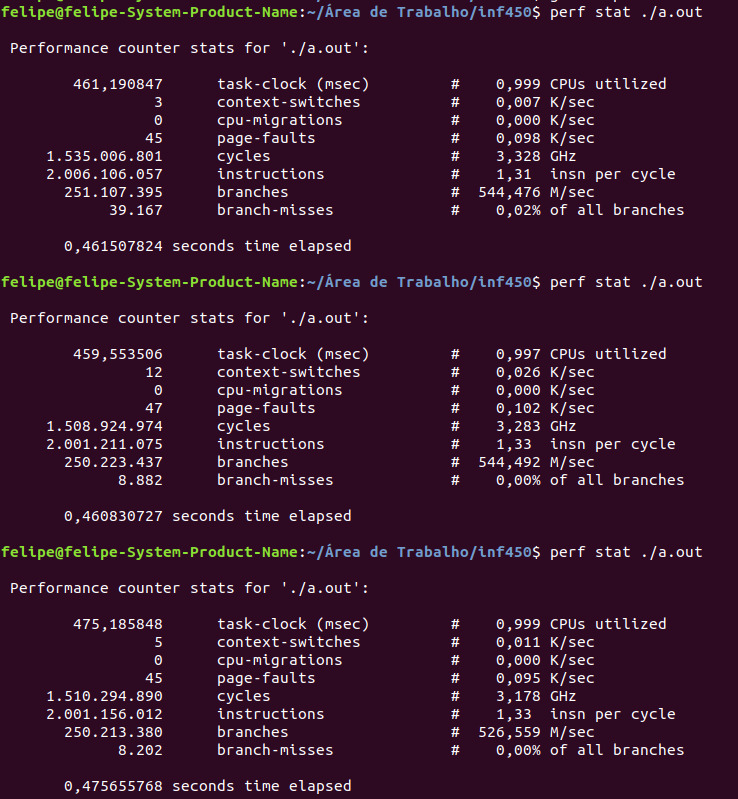 felipe@felipe-System-Product-Name:~/Área de Trabalho/inf450$ perf stat ./a.out
Performance counter stats for './a.out':
461,190847 task-clock (msec) # 0,999 CPUs utilized
3 context-switches # 0,007 K/sec
0 cpu-migrations # 0,000 K/sec
45 page-faults # 0,098 K/sec
1.535.006.801 cycles # 3,328 GHz
2.006.106.057 instructions # 1,31 insn per cycle
251.107.395 branches # 544,476 M/sec
39.167 branch-misses # 0,02% of all branches
0,461507824 seconds time elapsed
felipe@felipe-System-Product-Name:~/Área de Trabalho/inf450$ perf stat ./a.out
Performance counter stats for './a.out':
459,553506 task-clock (msec) # 0,997 CPUs utilized
12 context-switches # 0,026 K/sec
0 cpu-migrations # 0,000 K/sec
47 page-faults # 0,102 K/sec
1.508.924.974 cycles # 3,283 GHz
2.001.211.075 instructions # 1,33 insn per cycle
250.223.437 branches # 544,492 M/sec
8.882 branch-misses # 0,00% of all branches
0,460830727 seconds time elapsed
felipe@felipe-System-Product-Name:~/Área de Trabalho/inf450$ perf stat ./a.out
Performance counter stats for './a.out':
475,185848 task-clock (msec) # 0,999 CPUs utilized
5 context-switches # 0,011 K/sec
0 cpu-migrations # 0,000 K/sec
45 page-faults # 0,095 K/sec
1.510.294.890 cycles # 3,178 GHz
2.001.156.012 instructions # 1,33 insn per cycle
250.213.380 branches # 526,559 M/sec
8.202 branch-misses # 0,00% of all branches
0,475655768 seconds time elapsed